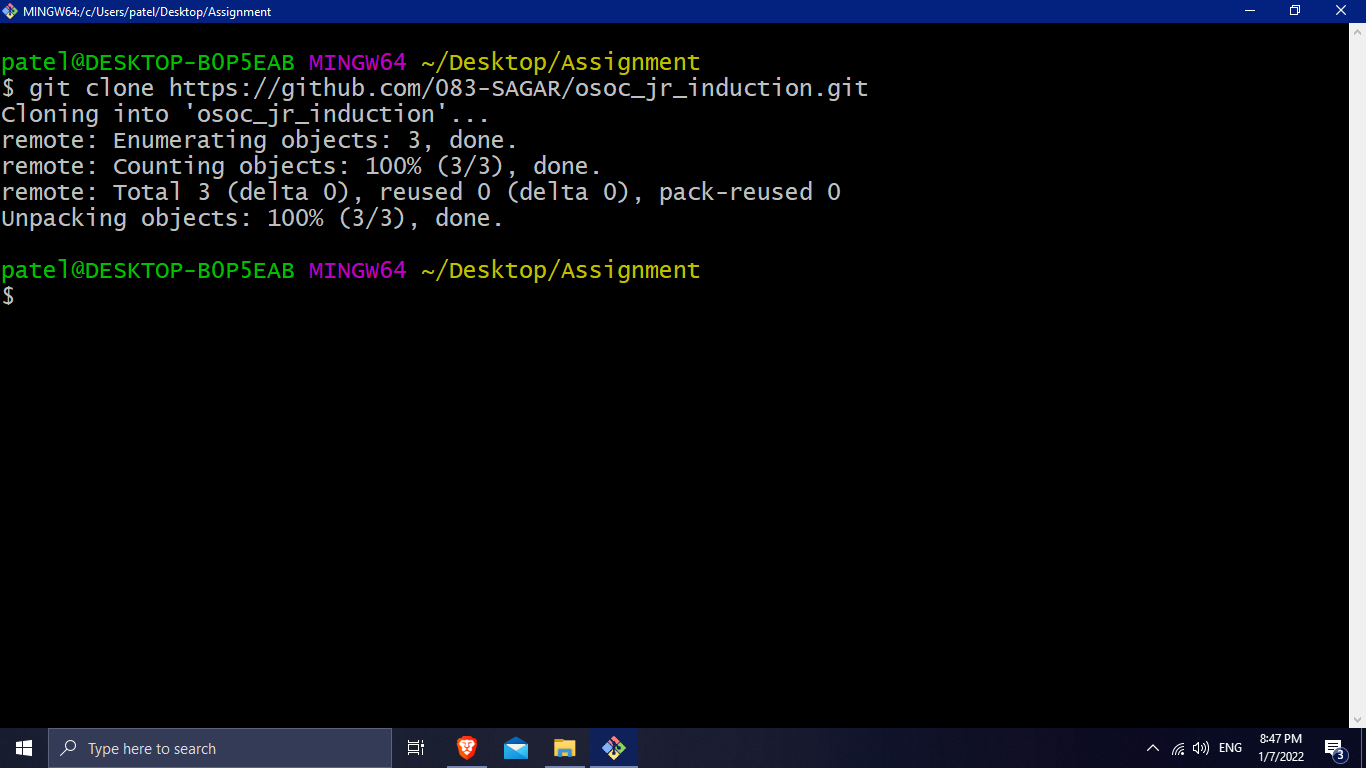 MINGW64:/c/Users/patel/Desktop/Assignment
patel@DESKTOP-B0P5EAB MINGW64 ~/Desktop/Assignment
$ git clone https://github.com/083-SAGAR/osoc_jr_induction.git
Cloning into 'osoc_jr_induction'...
remote: Enumerating objects: 3, done.
remote: Counting objects: 100% (3/3), done.
remote: Total 3 (delta 0), reused 0 (delta 0), pack-reused 0
Unpacking objects: 100% (3/3), done.
patel@DESKTOP-B0P5EAB MINGW64 ~/Desktop/Assignment
$
Type here to search
ENG
8:47 PM
1/7/2022
3